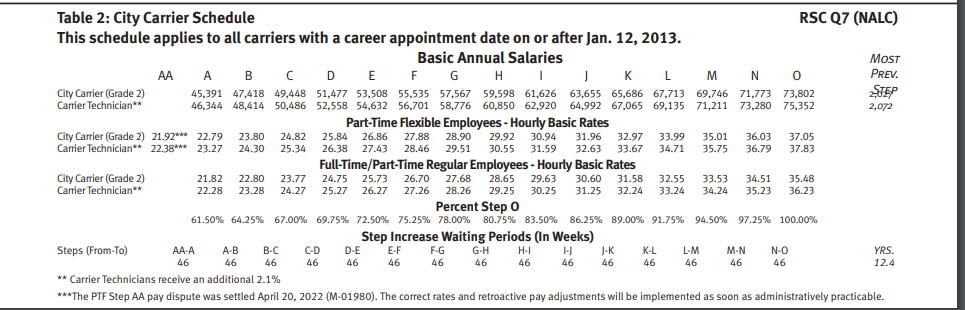 Table 2: City Carrier Schedule RSC Q7 (NALC)
This schedule applies to all carriers with a career appointment date on or after Jan. 12, 2013.
Basic Annual Salaries MOST
AA A B C D E F G H I J K L M N O PREV.
STEP
City Carrier (Grade 2) 45,391 47,418 49,448 51,477 53,508 55,535 57,567 59,598 61,626 63,655 65,686 67,713 69,746 71,773 73,802
Carrier Technician** 46,344 48,414 50,486 52,558 54,632 56,701 58,776 60,850 62,920 64,992 67,065 69,135 71,211 73,280 75,352 2,072
Part-Time Flexible Employees - Hourly Basic Rates
City Carrier (Grade 2) 21.92*** 22.79 23.80 24.82 25.84 26.86 27.88 28.90 29.92 30.94 31.96 32.97 33.99 35.01 36.03 37.05
Carrier Technician** 22.38*** 23.27 24.30 25.34 26.38 27.43 28.46 29.51 30.55 31.59 32.63 33.67 34.71 35.75 36.79 37.83
Full-Time/Part-Time Regular Employees - Hourly Basic Rates
City Carrier (Grade 2) 21.82 22.80 23.77 24.75 25.73 26.70 27.68 28.65 29.63 30.60 31.58 32.55 33.53 34.51 35.48
Carrier Technician** 22.28 23.28 24.27 25.27 26.27 27.26 28.26 29.25 30.25 31.25 32.24 33.24 34.24 35.23 36.23
Percent Step O
61.50% 64.25% 67.00% 69.75% 72.50% 75.25% 78.00% 80.75% 83.50% 86.25% 89.00% 91.75% 94.50% 97.25% 100.00%
Step Increase Waiting Periods (In Weeks)
Steps (From-To) AA-A A-B B-C C-D D-E E-F F-G G-H H-I I-J J-K K-L L-M M-N N-O YRS.
46 46 46 46 46 46 46 46 46 46 46 46 46 46 46 12.4
** Carrier Technicians receive an additional 2.1%
***The PTF Step AA pay dispute was settled April 20, 2022 (M-01980). The correct rates and retroactive pay adjustments will be implemented as soon as administratively practicable.